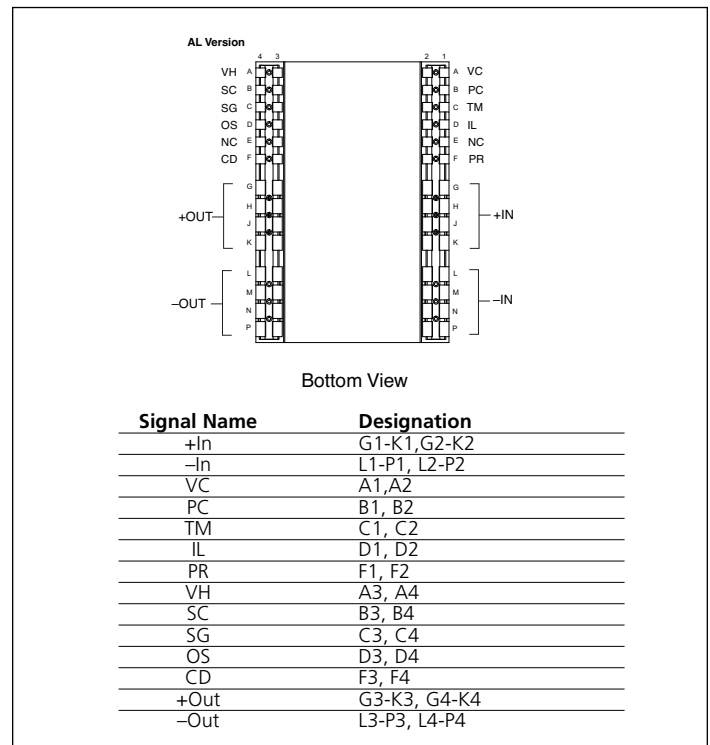 AL Version
4 3 2 1
VH A A VC
SC B B PC
SG C C TM
OS D D IL
NC E E NC
CD F F PR
G G
H H
+OUT +IN
J J
K K
L L
M M
–OUT –IN
N N
P P
Bottom View
Signal Name Designation
+In G1-K1,G2-K2
–In L1-P1, L2-P2
VC A1,A2
PC B1, B2
TM C1, C2
IL D1, D2
PR F1, F2
VH A3, A4
SC B3, B4
SG C3, C4
OS D3, D4
CD F3, F4
+Out G3-K3, G4-K4
–Out L3-P3, L4-P4